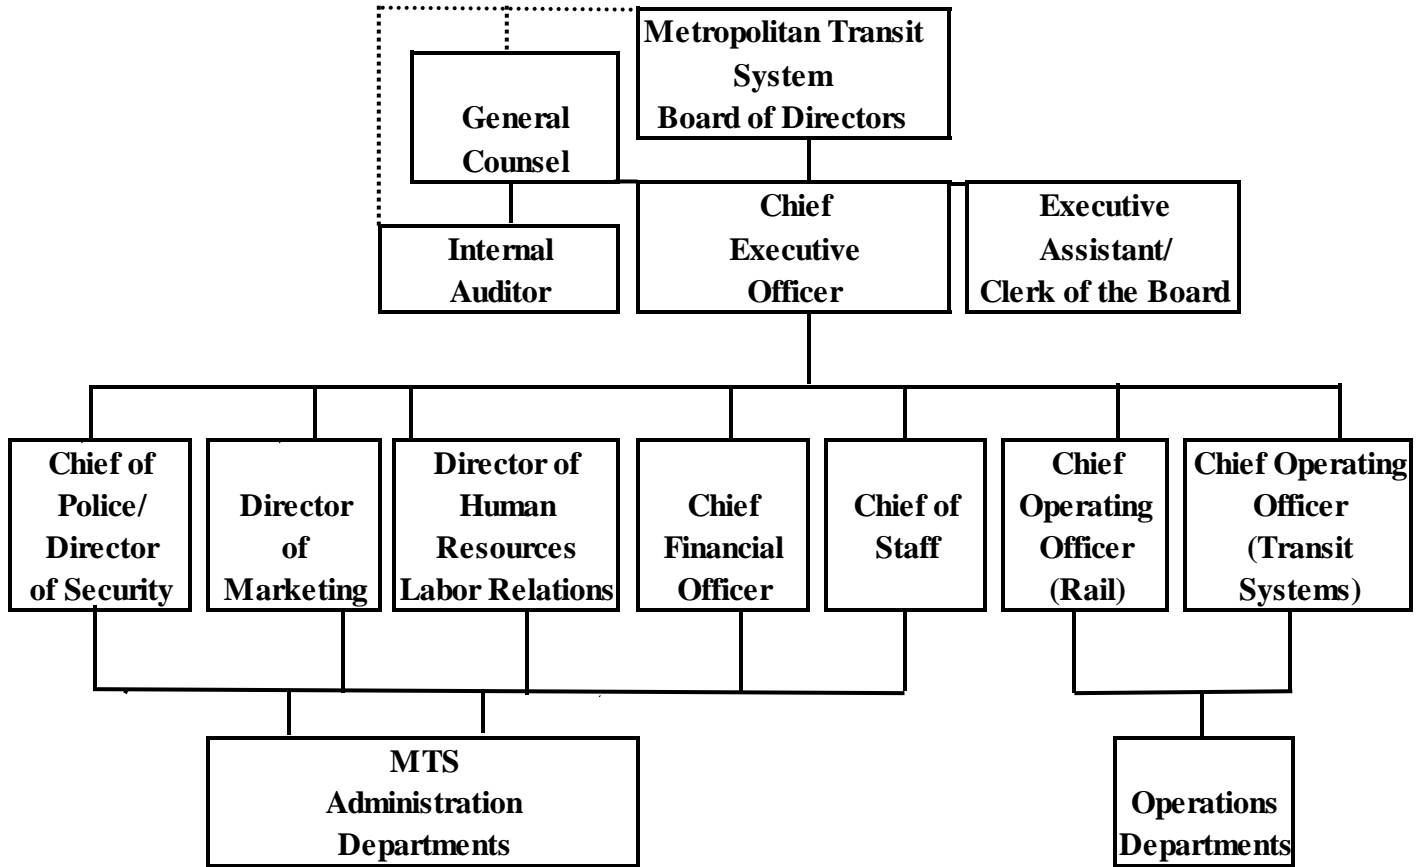 Metropolitan Transit
System
Board of Directors
General
Counsel
Chief
Executive
Officer
Executive
Assistant/
Clerk of the Board
Internal
Auditor
Chief of
Police/
Director
of Security
Director
of
Marketing
Director of
Human
Resources
Labor Relations
Chief
Financial
Officer
Chief of
Staff
Chief
Operating
Officer
(Rail)
Chief Operating
Officer
(Transit
Systems)
MTS
Administration
Departments
Operations
Departments